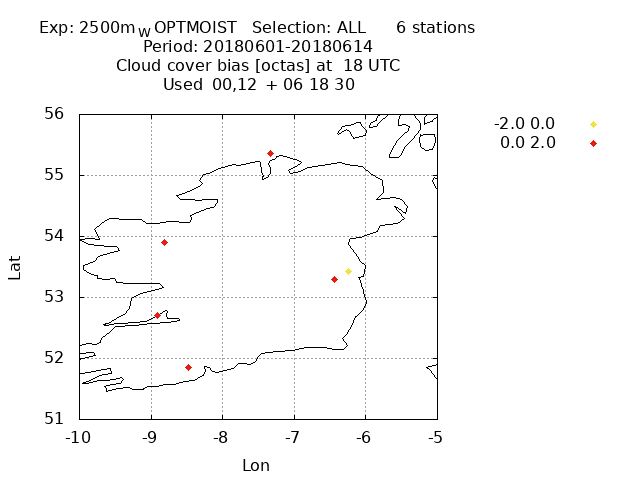 Exp: 2500m_W OPTMOIST   Selection: ALL      6 stations
Period: 20180601-20180614
Cloud cover bias [octas] at  18 UTC
Used  00,12  + 06 18 30
-2.0 0.0
0.0 2.0
56
55
54
53
52
51
Lat
-10 -9 -8 -7 -6 -5
Lon